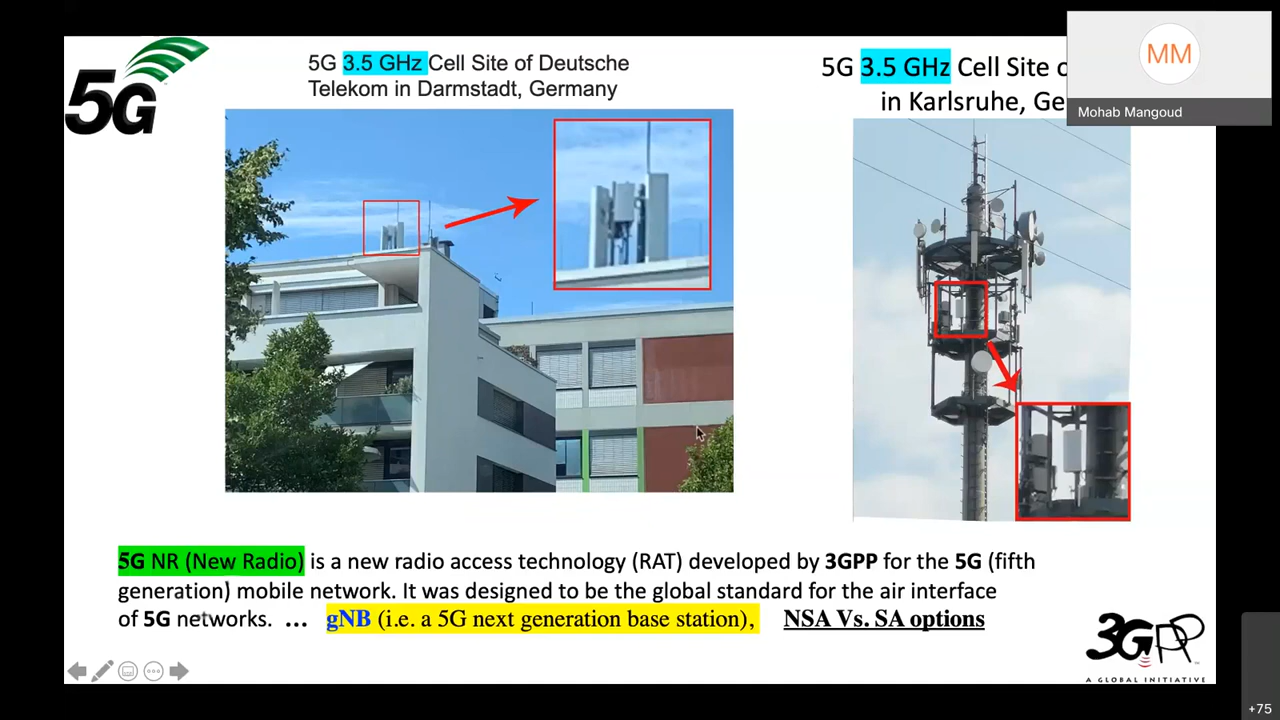 5G
5G 3.5 GHz Cell Site of Deutsche
Telekom in Darmstadt, Germany
5G 3.5 GHz Cell Site
in Karlsruhe, Ge
MM
Mohab Mangoud
5G NR (New Radio) is a new radio access technology (RAT) developed by 3GPP for the 5G (fifth
generation) mobile network. It was designed to be the global standard for the air interface
of 5G networks. ... gNB (i.e. a 5G next generation base station), NSA Vs. SA options
3GPP
A GLOBAL INITIATIVE
+75